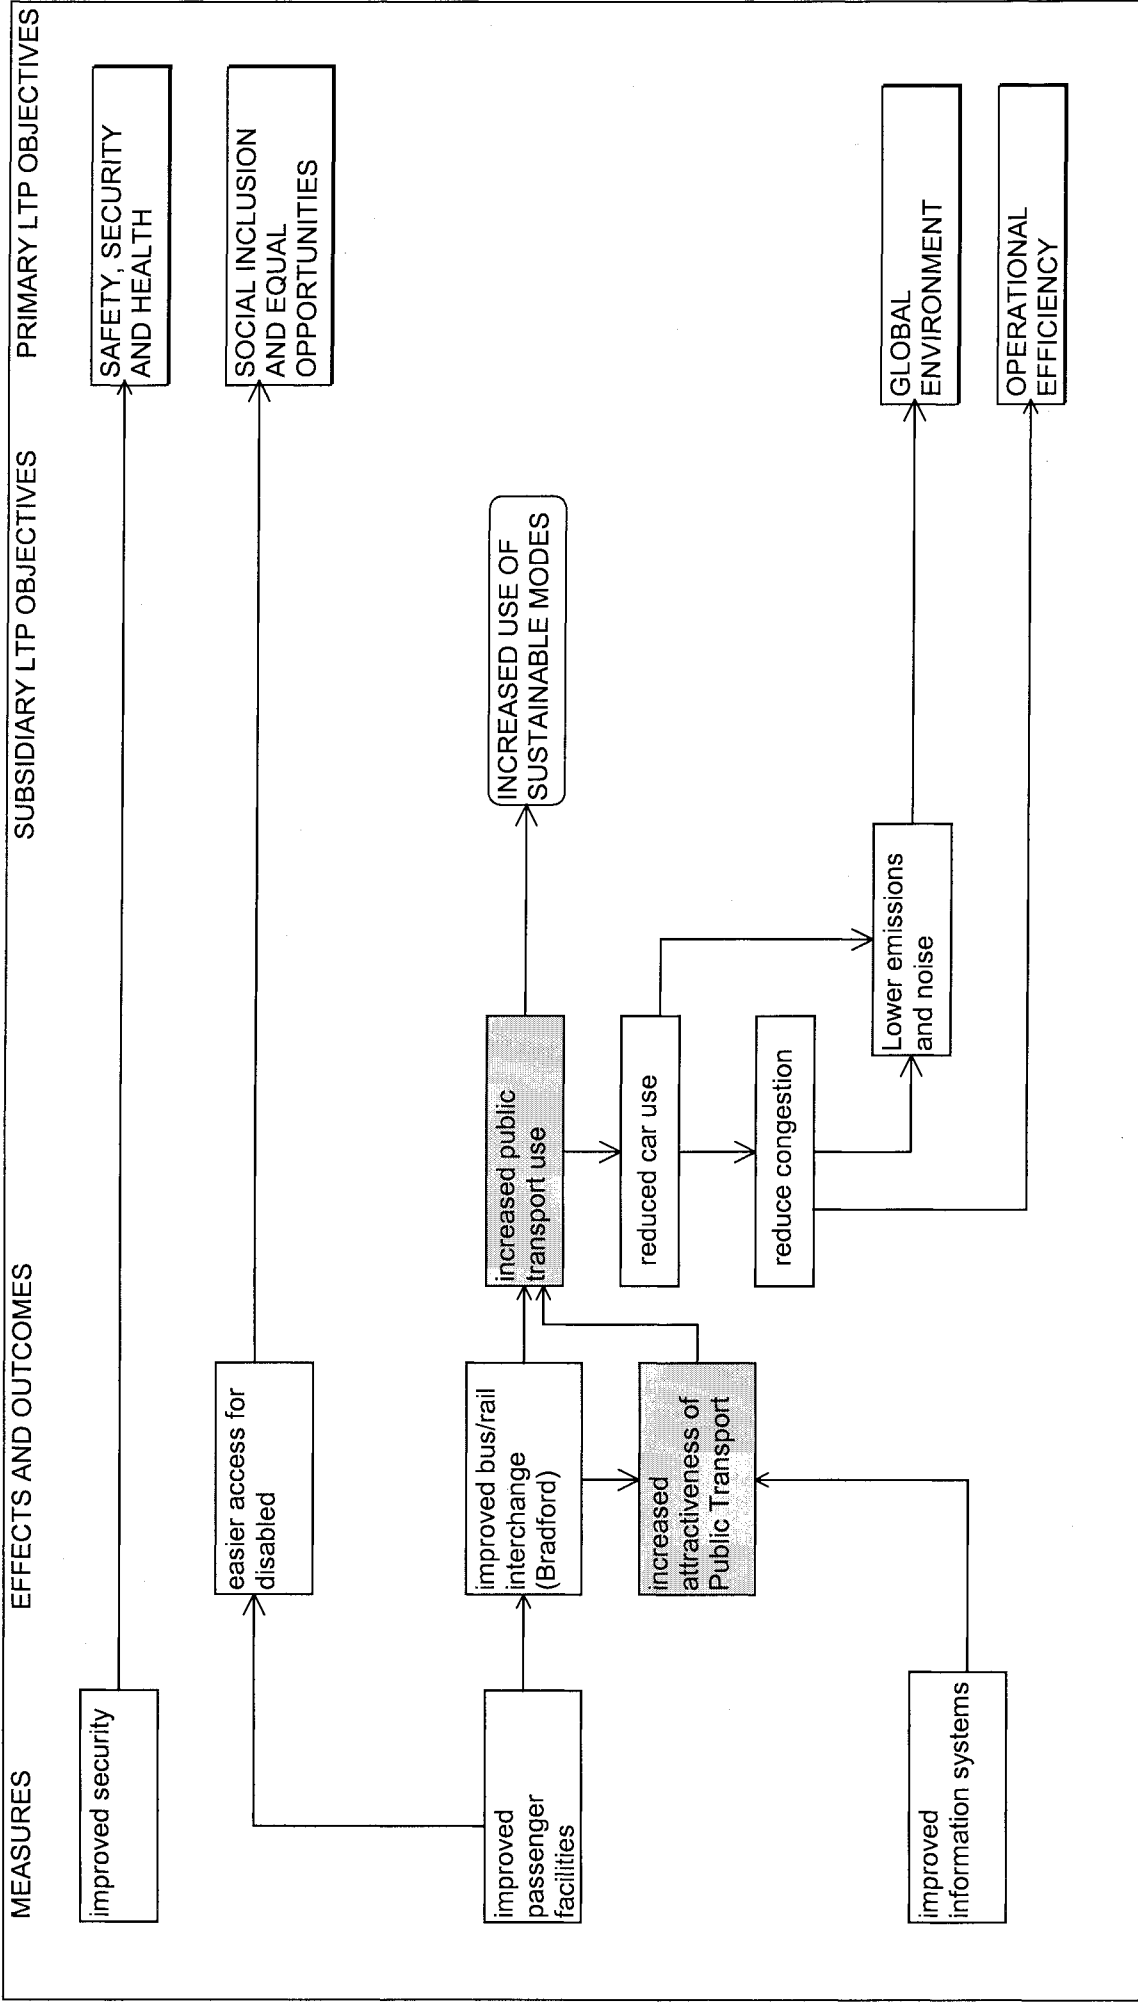 MEASURES
EFFECTS AND OUTCOMES
SUBSIDIARY LTP OBJECTIVES
PRIMARY LTP OBJECTIVES
improved security
SAFETY, SECURITY
AND HEALTH
easier access for
disabled
SOCIAL INCLUSION
AND EQUAL
OPPORTUNITIES
improved
passenger
facilities
improved bus/rail
interchange
(Bradford)
increased public
transport use
INCREASED USE OF
SUSTAINABLE MODES
increased
attractiveness of
Public Transport
reduced car use
reduce congestion
Lower emissions
and noise
GLOBAL
ENVIRONMENT
improved
information systems
OPERATIONAL
EFFICIENCY